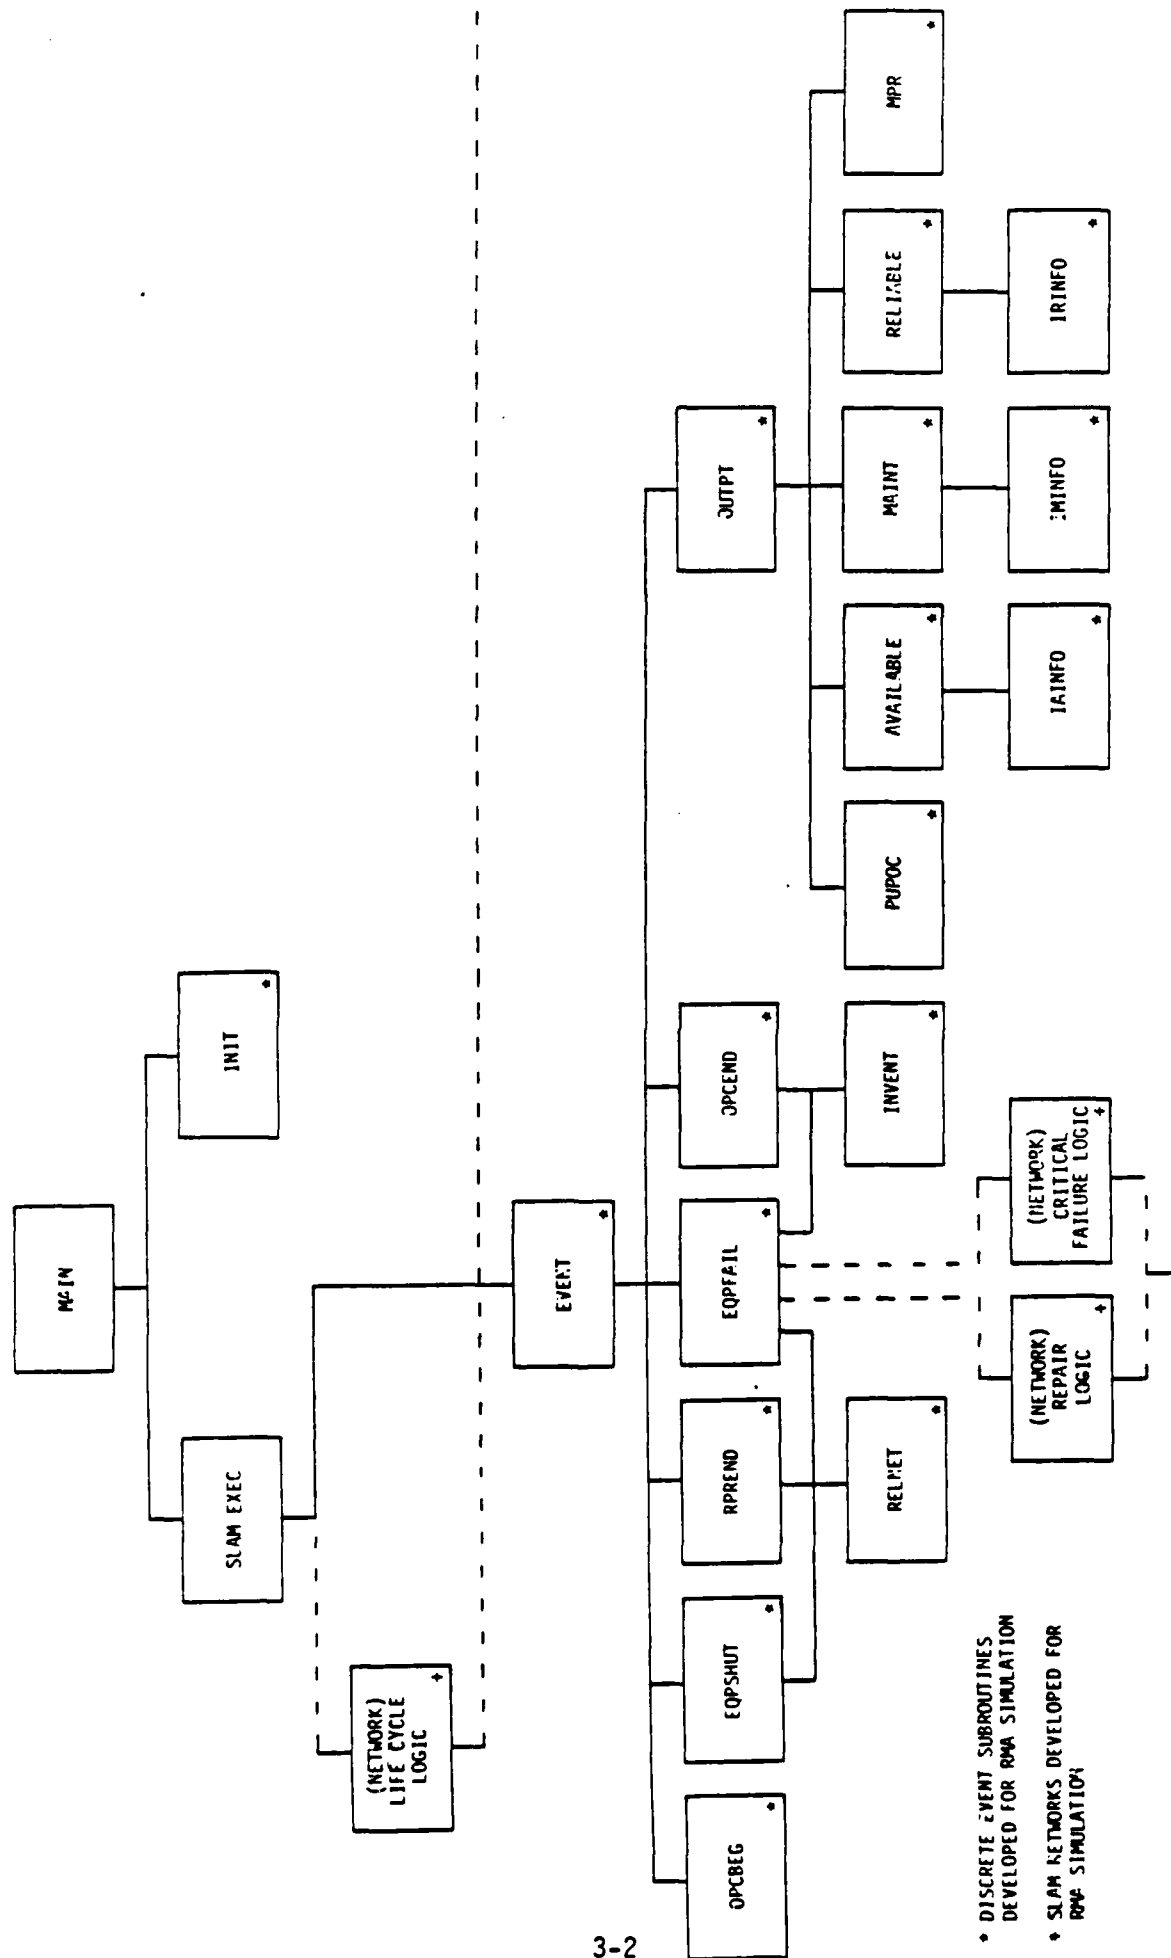 MAIN
SLAM EXEC
INIT
*
(NETWORK)
LIFE CYCLE
LOGIC
+
EVENT
*
OPCBEG
*
EQPSHUT
*
RPREND
*
EQPFAIL
*
OPCEND
*
OUTPT
*
RELNET
*
INVENT
*
PUPOC
*
AVAILABLE
*
MAINT
*
RELIABLE
*
MPR
*
(NETWORK)
REPAIR
LOGIC
+
(NETWORK)
CRITICAL
FAILURE LOGIC
+
IAINFO
*
IMINFO
*
IRINFO
*
* DISCRETE EVENT SUBROUTINES
DEVELOPED FOR RMA SIMULATION
* SLAM NETWORKS DEVELOPED FOR
RMA SIMULATION
3-2